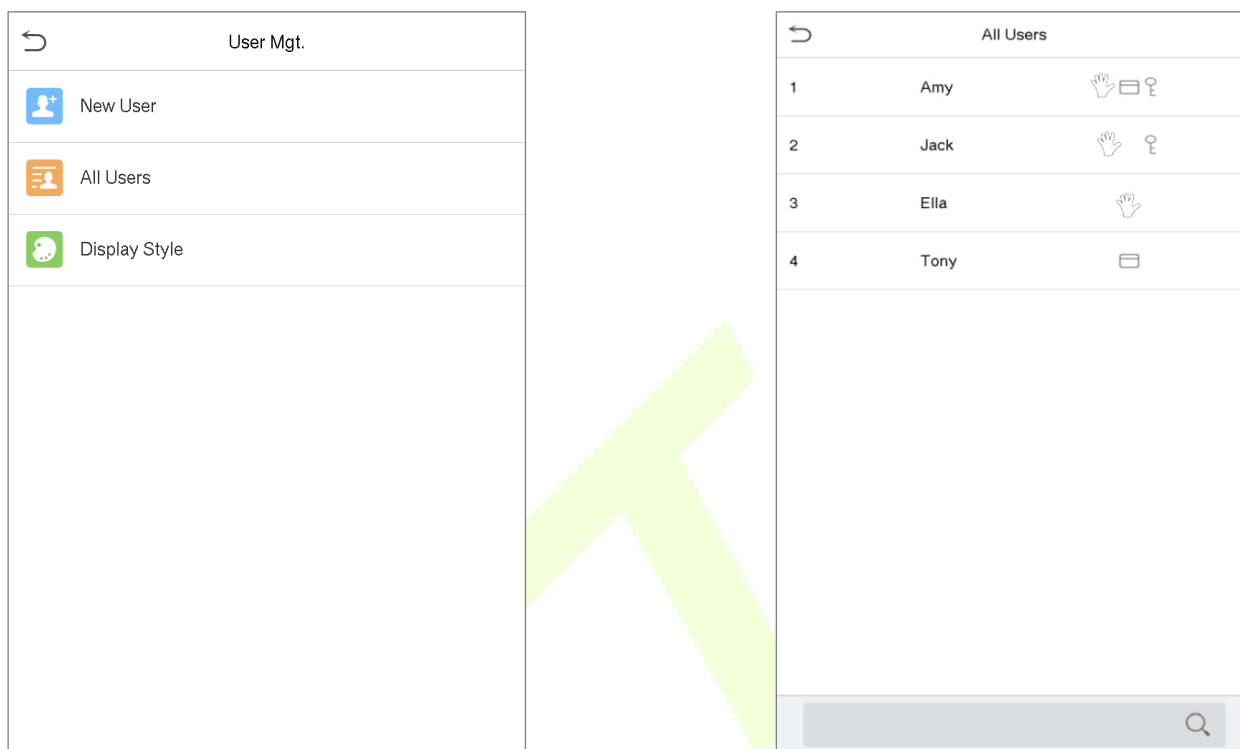 User Mgt.
New User
All Users
Display Style
All Users
1 Amy
2 Jack
3 Ella
4 Tony